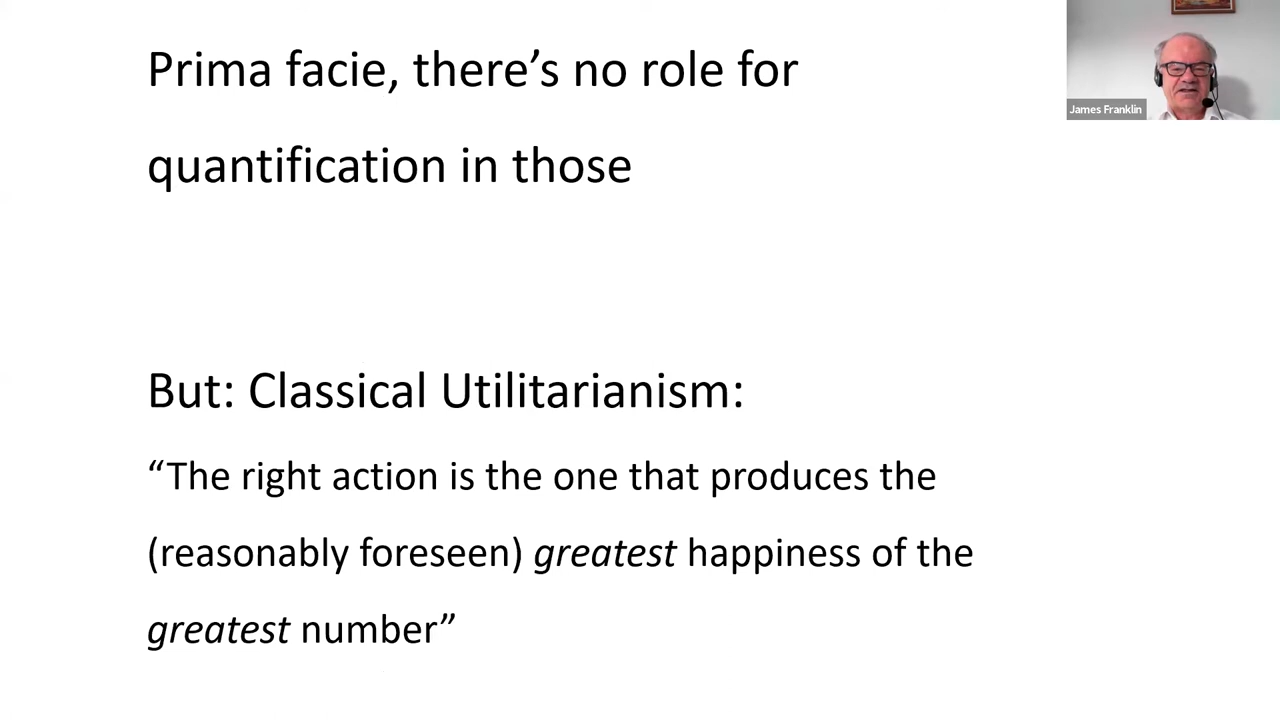 Prima facie, there’s no role for
quantification in those
But: Classical Utilitarianism:
“The right action is the one that produces the
(reasonably foreseen) greatest happiness of the
greatest number”
James Franklin